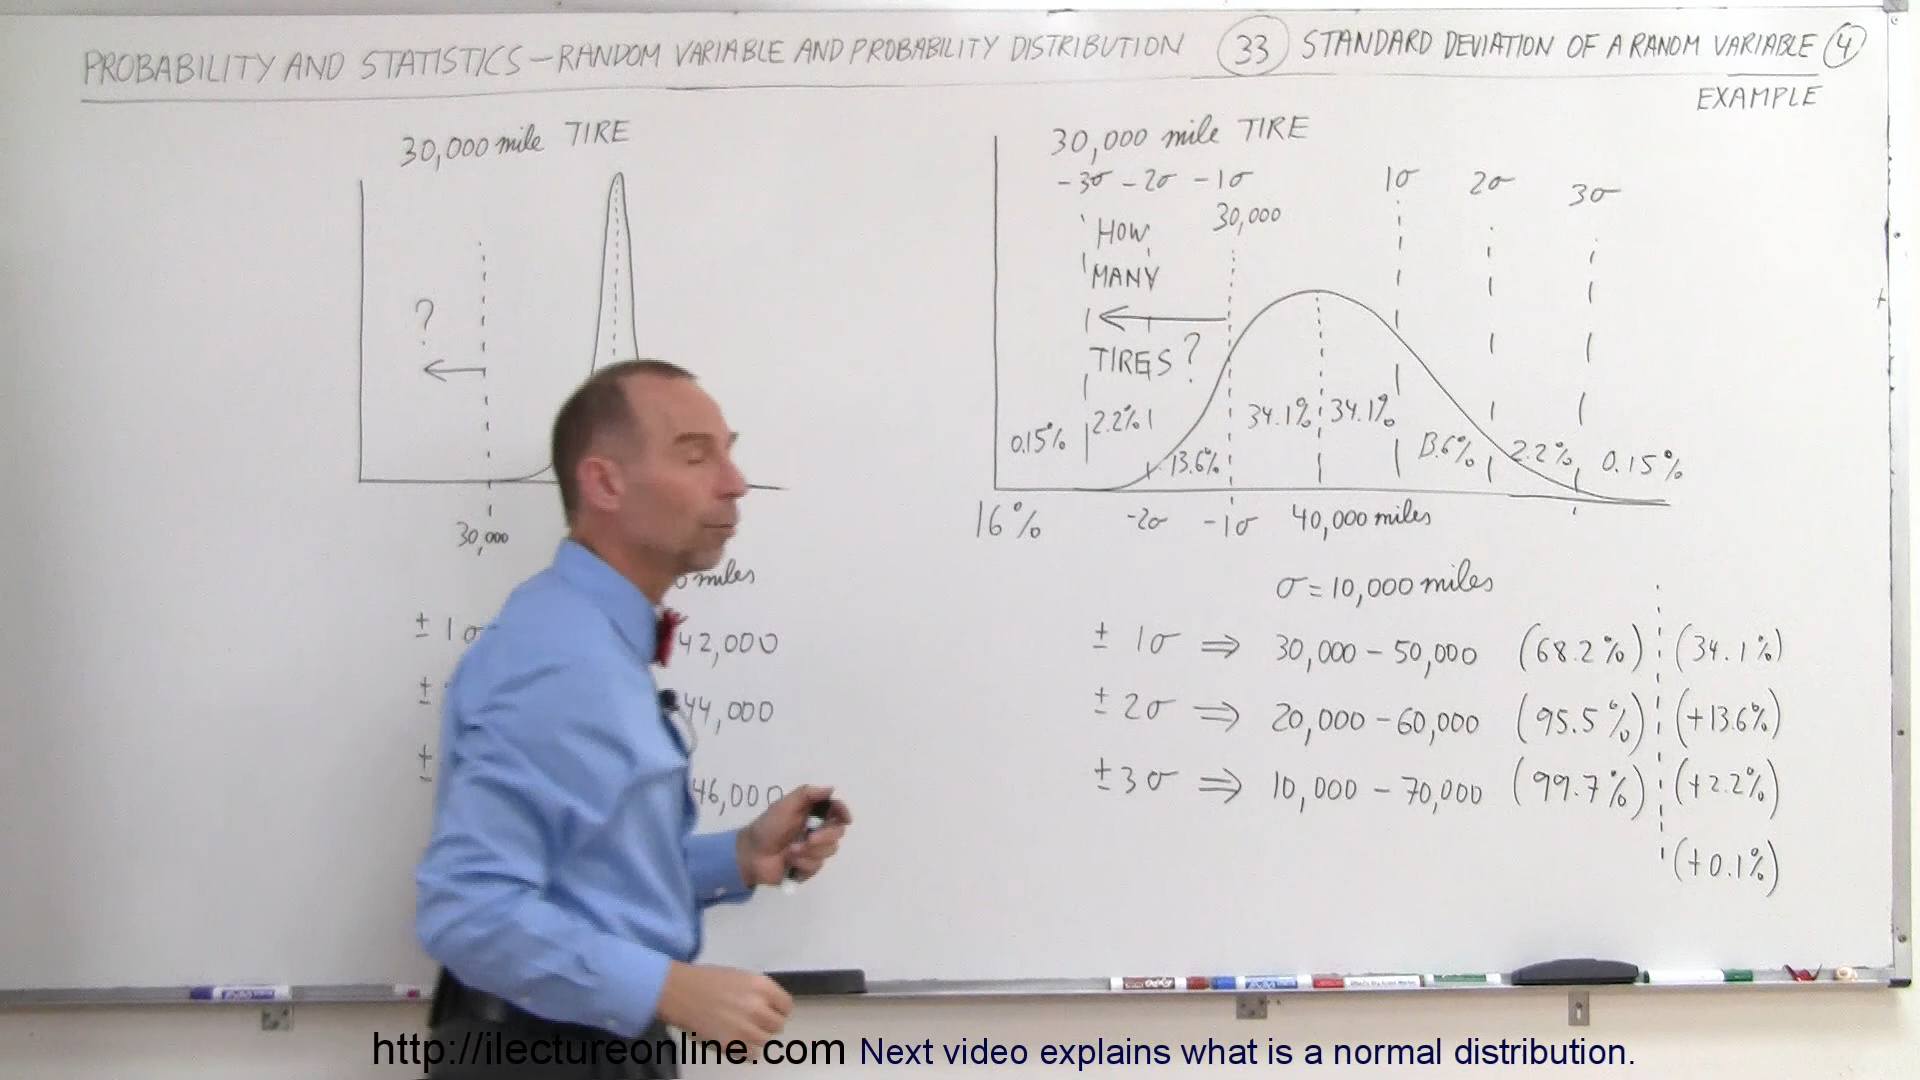 PROBABILITY AND STATISTICS – RANDOM VARIABLE AND PROBABILITY DISTRIBUTION (33) STANDARD DEVIATION OF A RANOM VARIABLE (4)
EXAMPLE
30,000 mile TIRE
?
30,000
miles
± 1σ
42,000
±
44,000
±
46,000
30,000 mile TIRE
-3σ -2σ -1σ 1σ 2σ 3σ
30,000
HOW
MANY
TIRES?
0.15% 2.2% 13.6% 34.1% 34.1% 13.6% 2.2% 0.15%
16% -2σ -1σ 40,000 miles
σ = 10,000 miles
± 1σ ⇒ 30,000 – 50,000 (68.2%) (34.1%)
± 2σ ⇒ 20,000 – 60,000 (95.5%) (+13.6%)
± 3σ ⇒ 10,000 – 70,000 (99.7%) (+2.2%)
(+0.1%)
http://ilectureonline.com Next video explains what is a normal distribution.